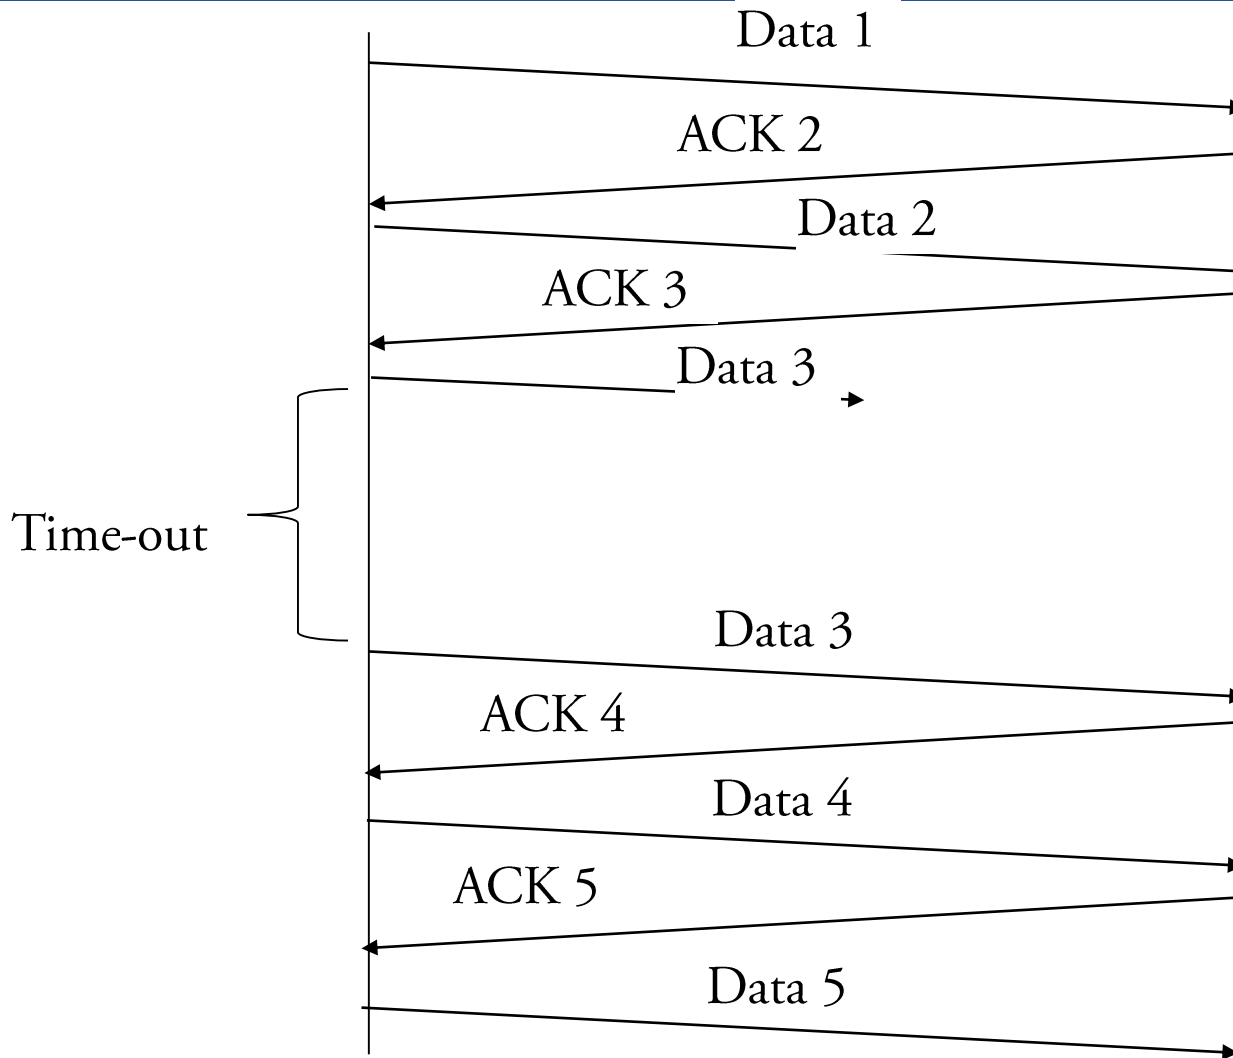 Data 1
ACK 2
Data 2
ACK 3
Data 3
Time-out
Data 3
ACK 4
Data 4
ACK 5
Data 5